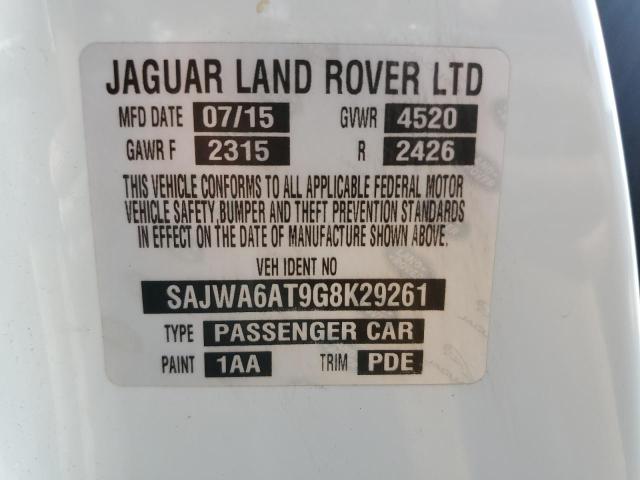 JAGUAR LAND ROVER LTD
MFD DATE 07/15 GVWR 4520
GAWR F 2315 R 2426
THIS VEHICLE CONFORMS TO ALL APPLICABLE FEDERAL MOTOR
VEHICLE SAFETY,BUMPER AND THEFT PREVENTION STANDARDS
IN EFFECT ON THE DATE OF MANUFACTURE SHOWN ABOVE.
VEH IDENT NO
SAJWA6AT9G8K29261
TYPE PASSENGER CAR
PAINT 1AA TRIM PDE